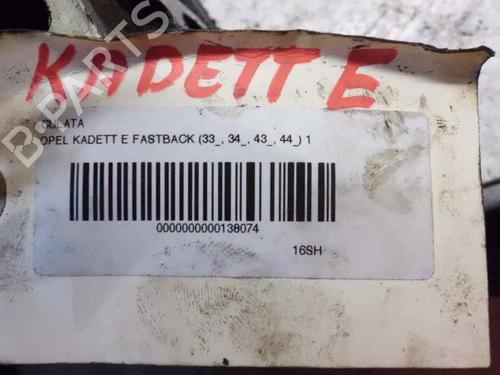 KADETT E
CULATA
OPEL KADETT E FASTBACK (33_, 34_, 43_, 44_) 1
0000000000138074
16SH
B-PARTS